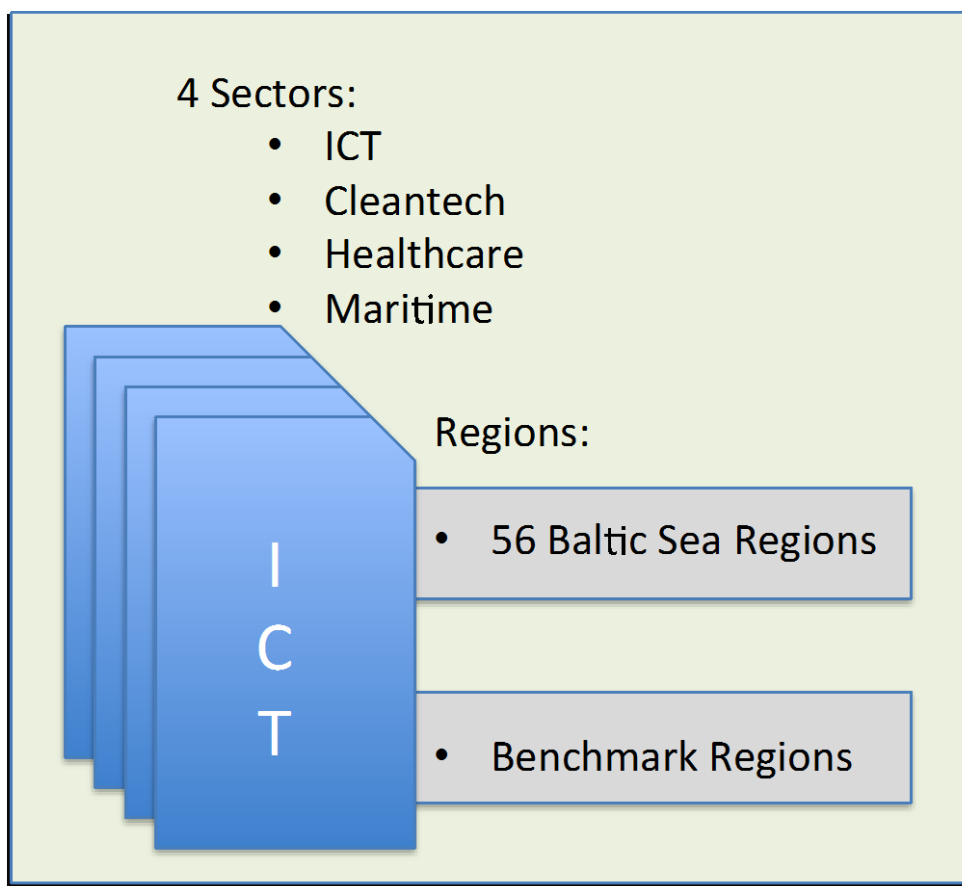 4 Sectors:
• ICT
• Cleantech
• Healthcare
• Maritime
Regions:
• 56 Baltic Sea Regions
• Benchmark Regions
I
C
T